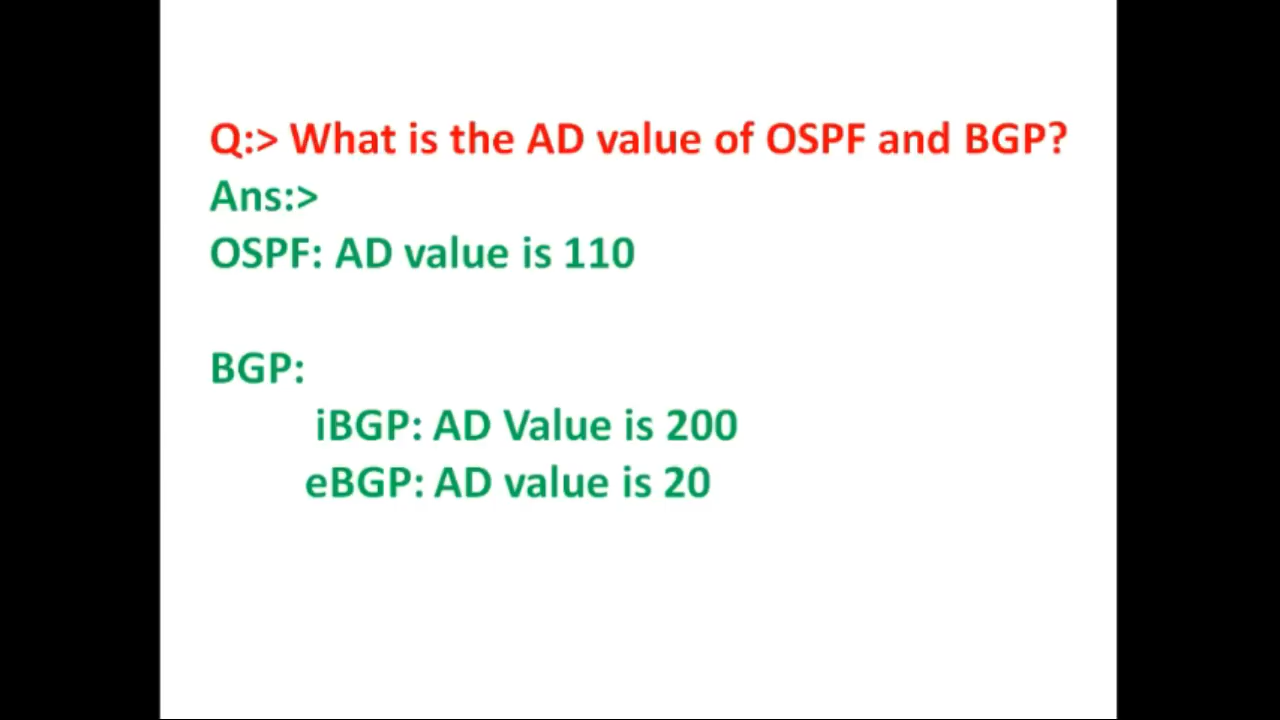 Q:> What is the AD value of OSPF and BGP?
Ans:>
OSPF: AD value is 110
BGP:
iBGP: AD Value is 200
eBGP: AD value is 20